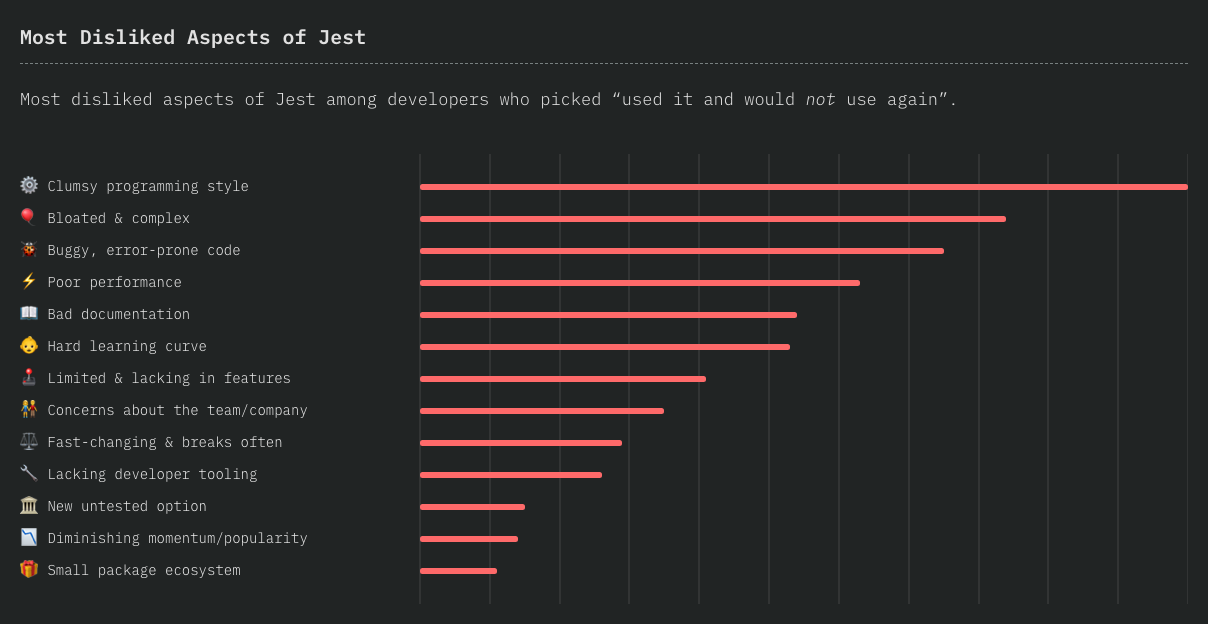 Most Disliked Aspects of Jest
Most disliked aspects of Jest among developers who picked “used it and would not use again”.
Clumsy programming style
Bloated & complex
Buggy, error-prone code
Poor performance
Bad documentation
Hard learning curve
Limited & lacking in features
Concerns about the team/company
Fast-changing & breaks often
Lacking developer tooling
New untested option
Diminishing momentum/popularity
Small package ecosystem